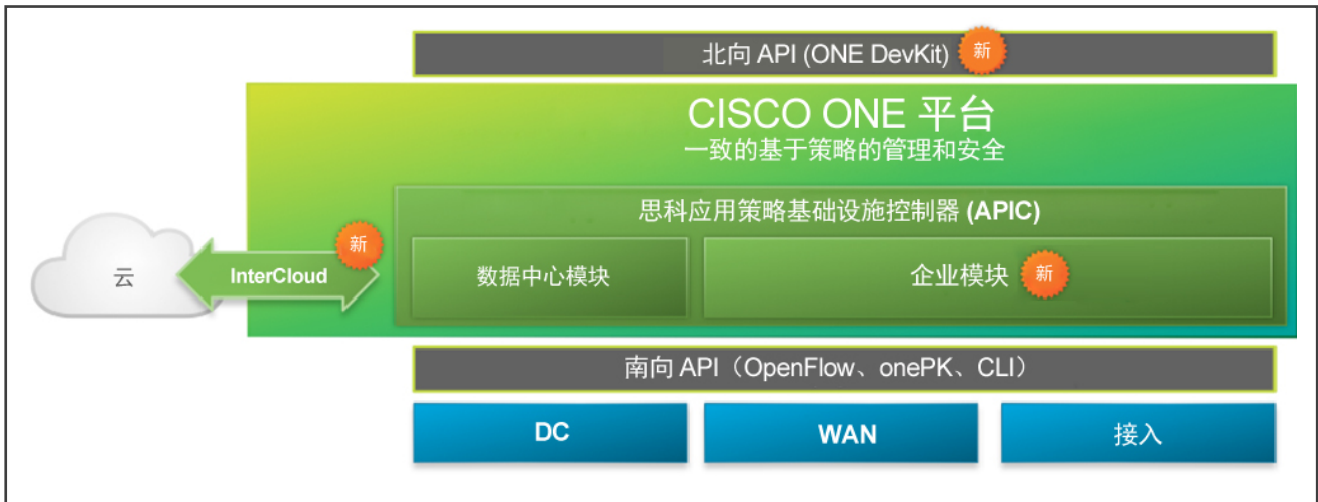 北向 API (ONE DevKit) 新
CISCO ONE 平台
一致的基于策略的管理和安全
思科应用策略基础设施控制器 (APIC)
云
InterCloud 新
数据中心模块
企业模块 新
南向 API（OpenFlow、onePK、CLI）
DC
WAN
接入